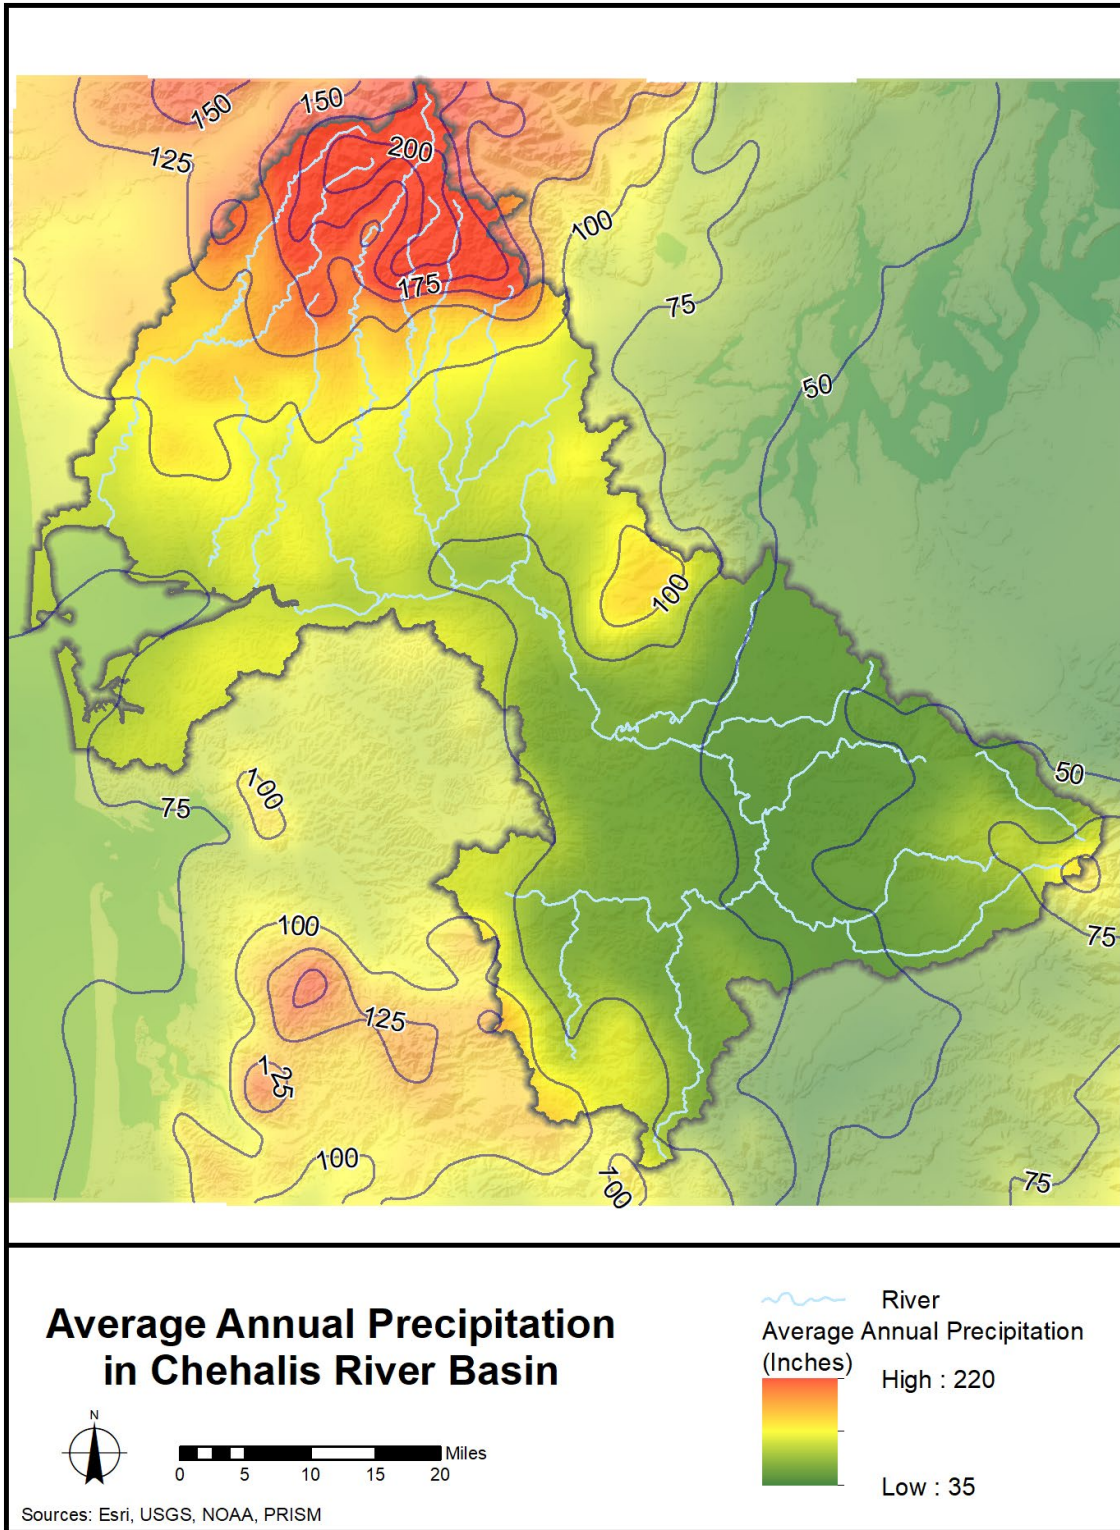 150
150
125
200
100
175
75
50
100
50
75
100
75
100
125
125
100
100
75
Average Annual Precipitation
in Chehalis River Basin
N
Miles
0 5 10 15 20
Sources: Esri, USGS, NOAA, PRISM
River
Average Annual Precipitation
(Inches)
High : 220
Low : 35